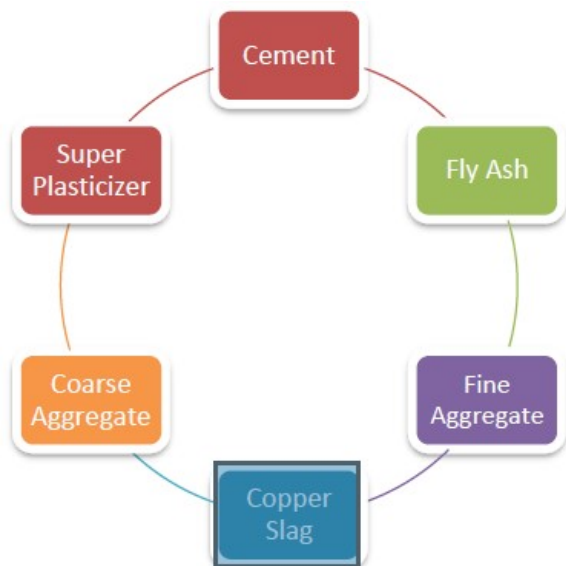 Cement
Fly Ash
Fine
Aggregate
Copper
Slag
Coarse
Aggregate
Super
Plasticizer